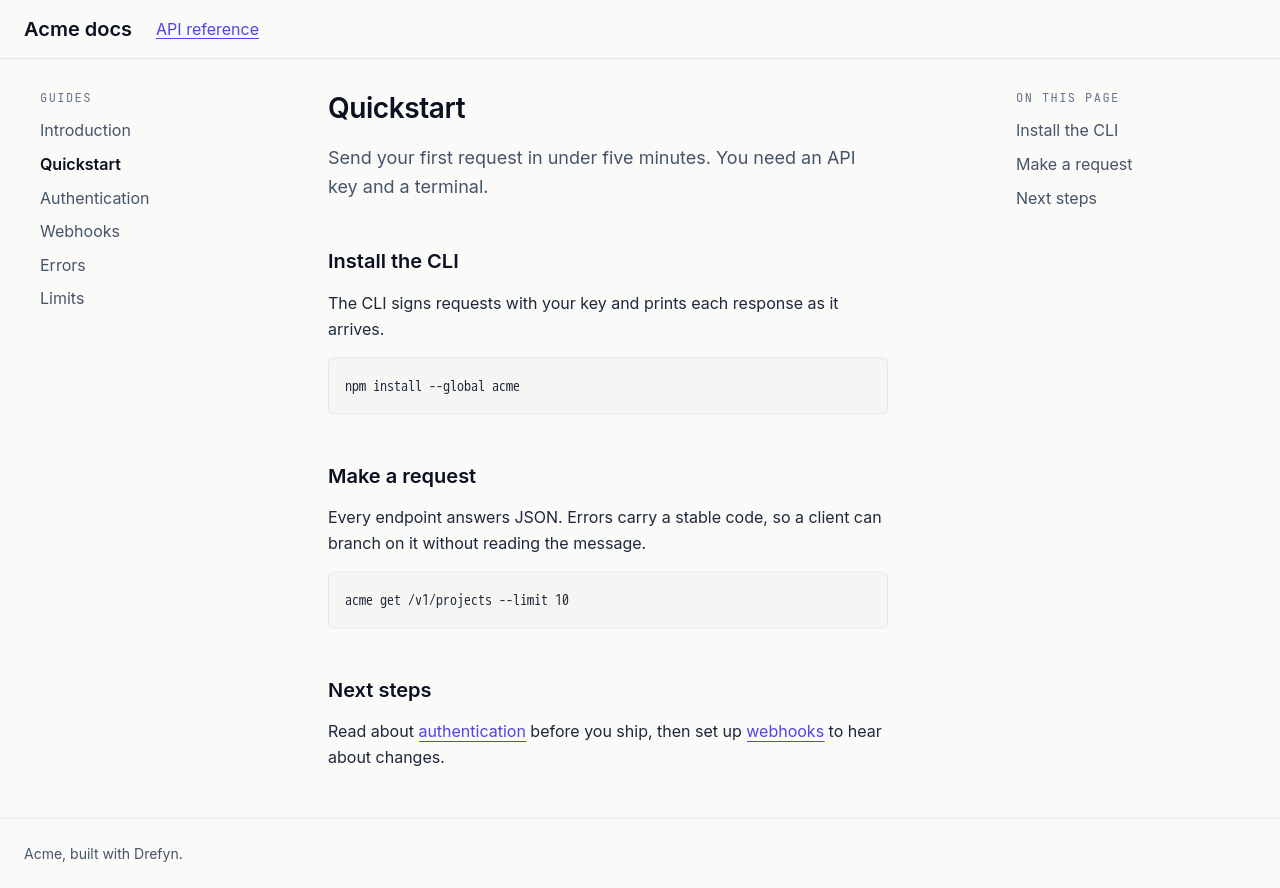 Acme docs
API reference
GUIDES
Introduction
Quickstart
Authentication
Webhooks
Errors
Limits
Quickstart
Send your first request in under five minutes. You need an API
key and a terminal.
Install the CLI
The CLI signs requests with your key and prints each response as it
arrives.
npm install --global acme
Make a request
Every endpoint answers JSON. Errors carry a stable code, so a client can
branch on it without reading the message.
acme get /v1/projects --limit 10
Next steps
Read about authentication before you ship, then set up webhooks to hear
about changes.
ON THIS PAGE
Install the CLI
Make a request
Next steps
Acme, built with Drefyn.